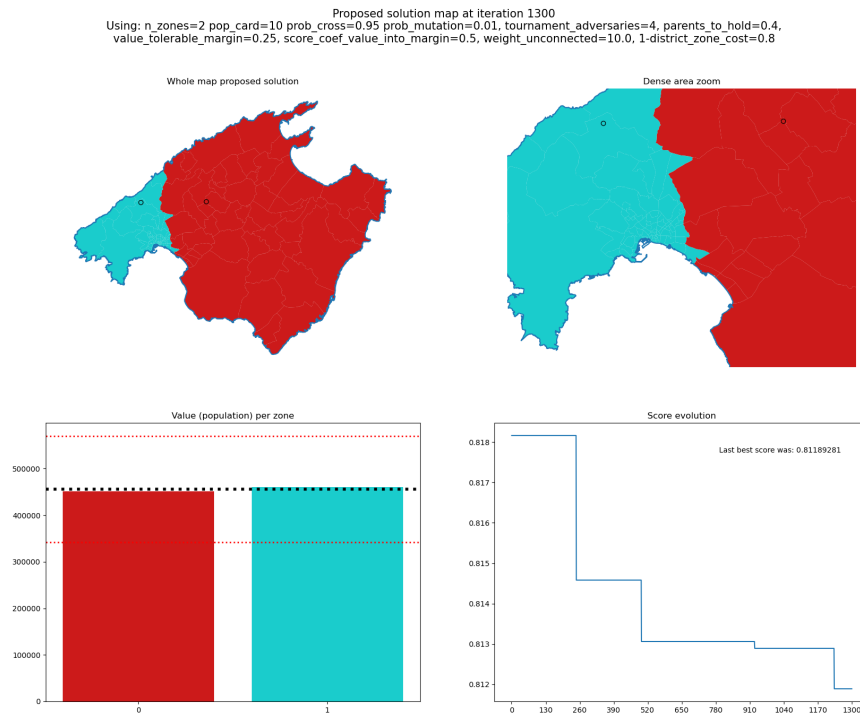 Proposed solution map at iteration 1300
Using: n_zones=2 pop_card=10 prob_cross=0.95 prob_mutation=0.01, tournament_adversaries=4, parents_to_hold=0.4,
value_tolerable_margin=0.25, score_coef_value_into_margin=0.5, weight_unconnected=10.0, 1-district_zone_cost=0.8
Whole map proposed solution
Dense area zoom
Value (population) per zone
500000
400000
300000
200000
100000
0
0 1
Score evolution
Last best score was: 0.81189281
0.818
0.817
0.816
0.815
0.814
0.813
0.812
0 130 260 390 520 650 780 910 1040 1170 1300